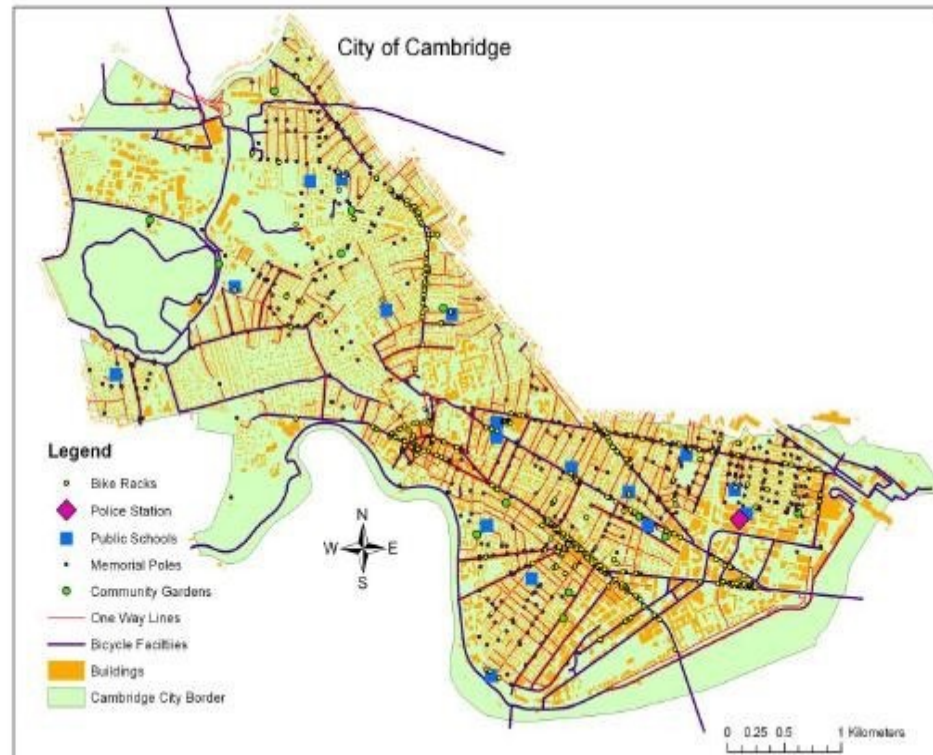 City of Cambridge
Legend
Bike Racks
Police Station
Public Schools
Memorial Poles
Community Gardens
One Way Lines
Bicycle Faciltiies
Buildings
Cambridge City Border
N
W E
S
0 0.25 0.5 1 Kilometers